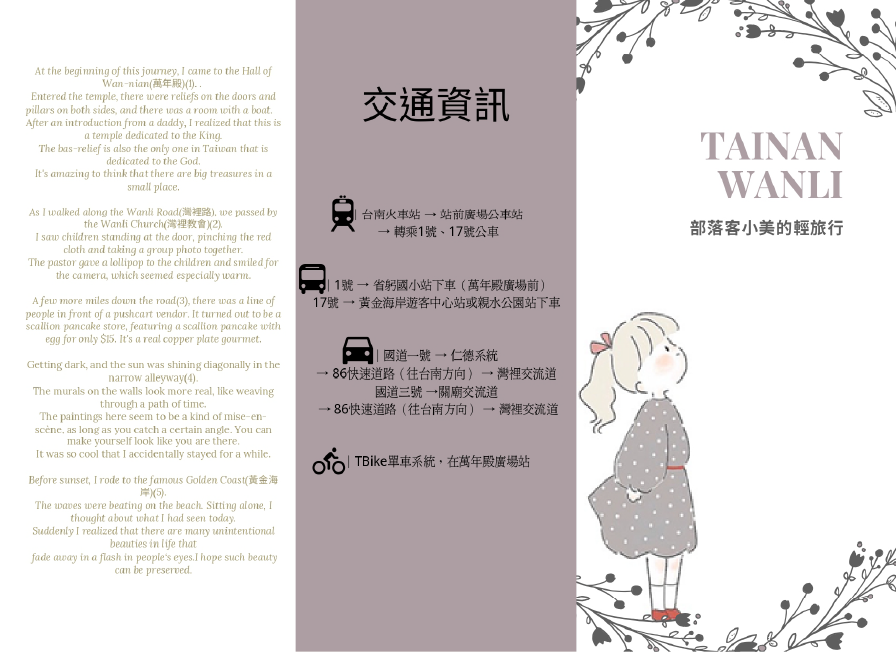 At the beginning of this journey, I came to the Hall of
Wan-nian(萬年殿)(1). .
Entered the temple, there were reliefs on the doors and
pillars on both sides, and there was a room with a boat.
After an introduction from a daddy, I realized that this is
a temple dedicated to the King.
The bas-relief is also the only one in Taiwan that is
dedicated to the God.
It's amazing to think that there are big treasures in a
small place.
As I walked along the Wanli Road(灣裡路), we passed by
the Wanli Church(灣裡教會)(2).
I saw children standing at the door, pinching the red
cloth and taking a group photo together.
The pastor gave a lollipop to the children and smiled for
the camera, which seemed especially warm.
A few more miles down the road(3), there was a line of
people in front of a pushcart vendor. It turned out to be a
scallion pancake store, featuring a scallion pancake with
egg for only $15. It's a real copper plate gourmet.
Getting dark, and the sun was shining diagonally in the
narrow alleyway(4).
The murals on the walls look more real, like weaving
through a path of time.
The paintings here seem to be a kind of mise-en-
scène, as long as you catch a certain angle. You can
make yourself look like you are there.
It was so cool that I accidentally stayed for a while.
Before sunset, I rode to the famous Golden Coast(黃金海
岸)(5).
The waves were beating on the beach. Sitting alone, I
thought about what I had seen today.
Suddenly I realized that there are many unintentional
beauties in life that
fade away in a flash in people's eyes.I hope such beauty
can be preserved.
交通資訊
| 台南火車站 → 站前廣場公車站
→ 轉乘1號、17號公車
| 1號 → 省躬國小站下車（萬年殿廣場前）
17號 → 黃金海岸遊客中心站或親水公園站下車
| 國道一號 → 仁德系統
→ 86快速道路（往台南方向） → 灣裡交流道
國道三號 →關廟交流道
→ 86快速道路（往台南方向） → 灣裡交流道
| TBike單車系統，在萬年殿廣場站
TAINAN
WANLI
部落客小美的輕旅行